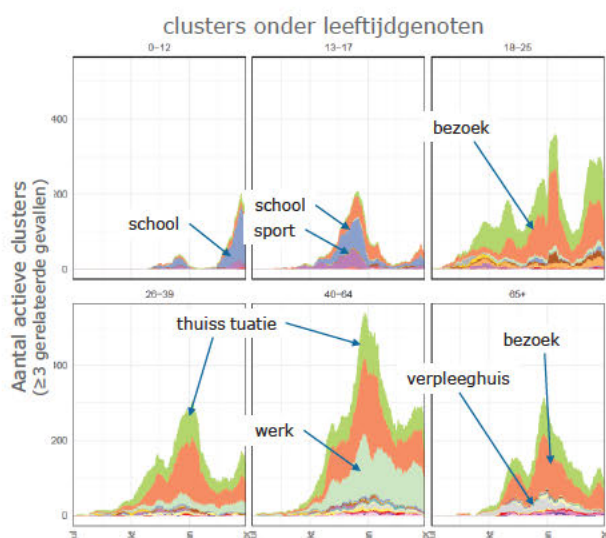 clusters onder leeftijdgenoten
0-12
13-17
18-25
Aantal actieve clusters
(≥3 gerelateerde gevallen)
400
200
0
bezoek
school
school
sport
26-39
40-64
65+
thuiss tuatie
bezoek
verpleeghuis
werk
200
0